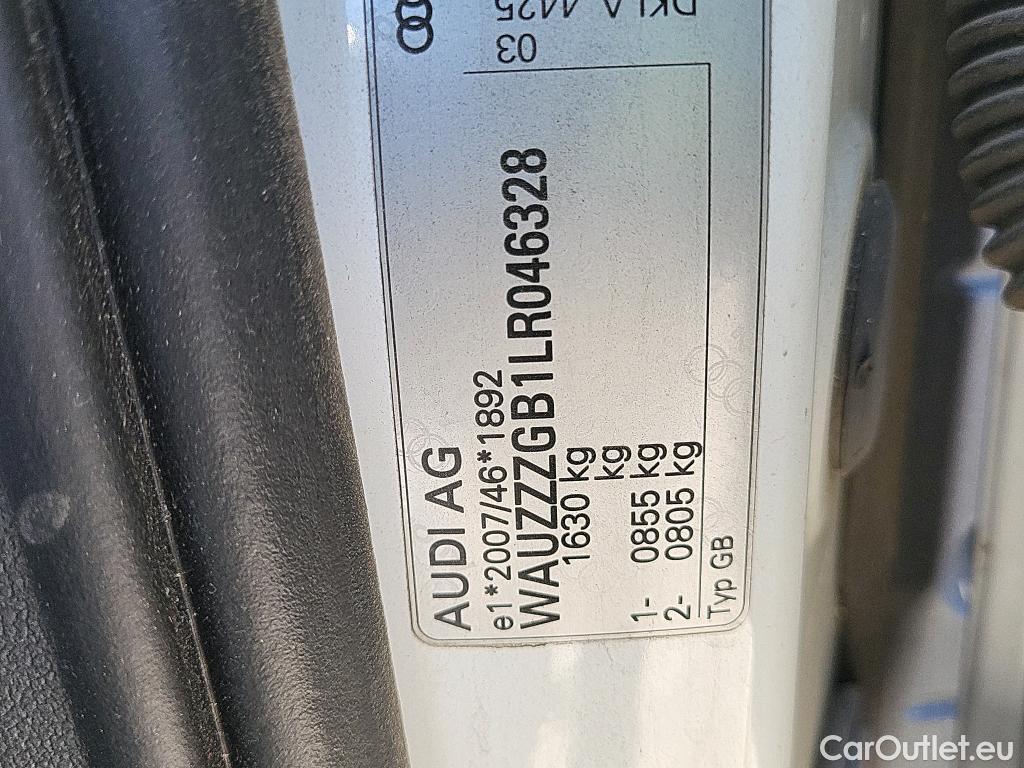 AUDI AG
e1*2007/46*1892
WAUZZZGB1LR046328
1630 kg
kg
1- 0855 kg
2- 0805 kg
Typ GB
03
CarOutlet.eu